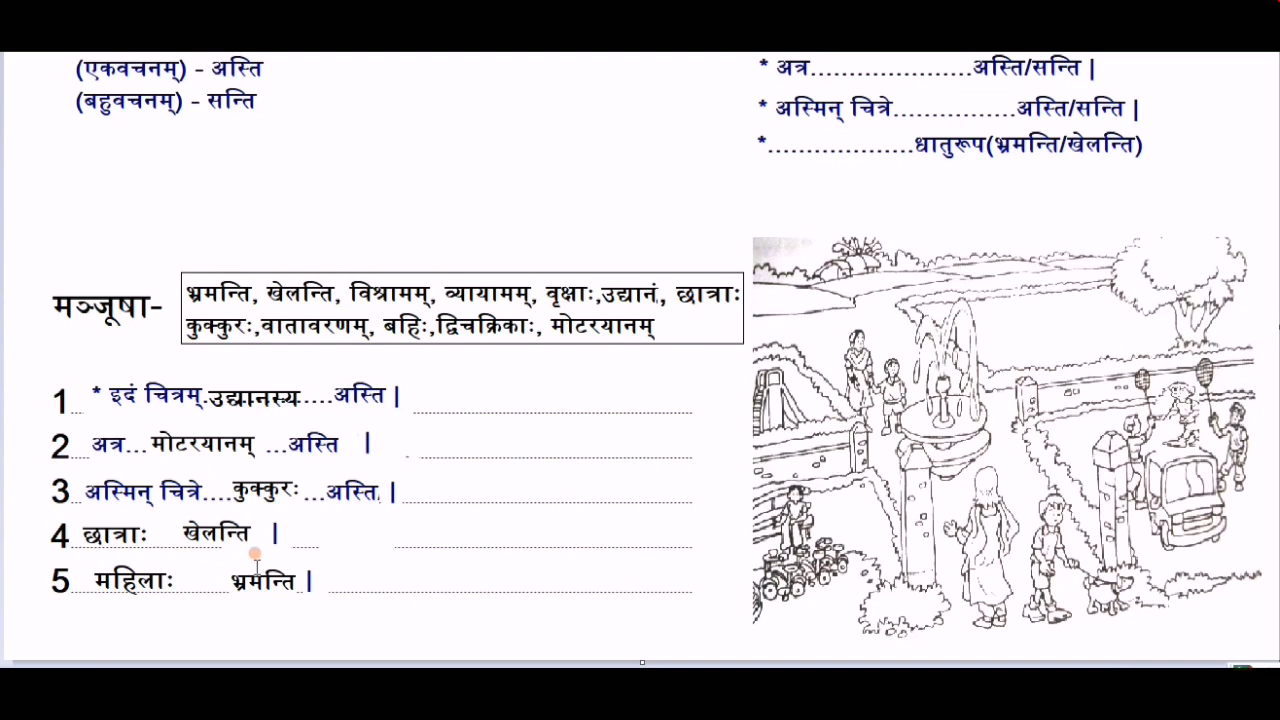 (एकवचनम्) - अस्ति
(बहुवचनम्) - सन्ति
* अत्र.....................अस्ति/सन्ति |
* अस्मिन् चित्रे................अस्ति/सन्ति |
*...................धातुरूप(भ्रमन्ति/खेलन्ति)
मञ्जूषा-
भ्रमन्ति, खेलन्ति, विश्रामम्, व्यायामम्, वृक्षाः,उद्यानं, छात्राः
कुक्कुरः,वातावरणम्, बहिः,द्विचक्रिकाः, मोटरयानम्
1 * इदं चित्रम्.उद्यानस्य....अस्ति |
2 अत्र... मोटरयानम् ...अस्ति |
3 अस्मिन् चित्रे....कुक्कुरः ...अस्ति |
4 छात्राः खेलन्ति |
5 महिलाः भ्रमन्ति |